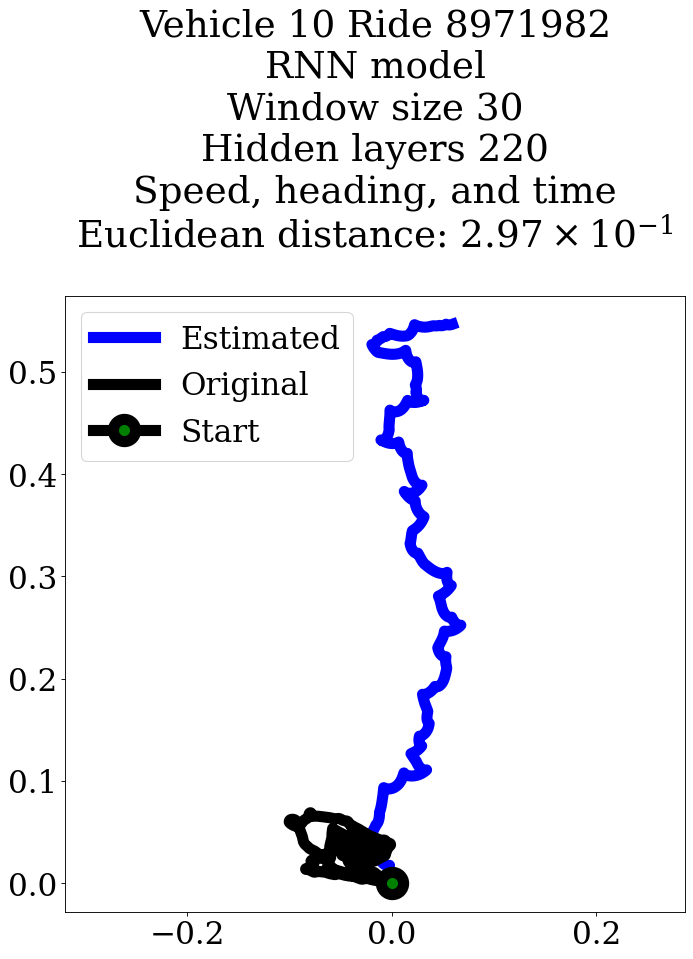 Vehicle 10 Ride 8971982
RNN model
Window size 30
Hidden layers 220
Speed, heading, and time
Euclidean distance: 2.97 × 10⁻¹
Estimated
Original
Start
0.5
0.4
0.3
0.2
0.1
0.0
−0.2 0.0 0.2